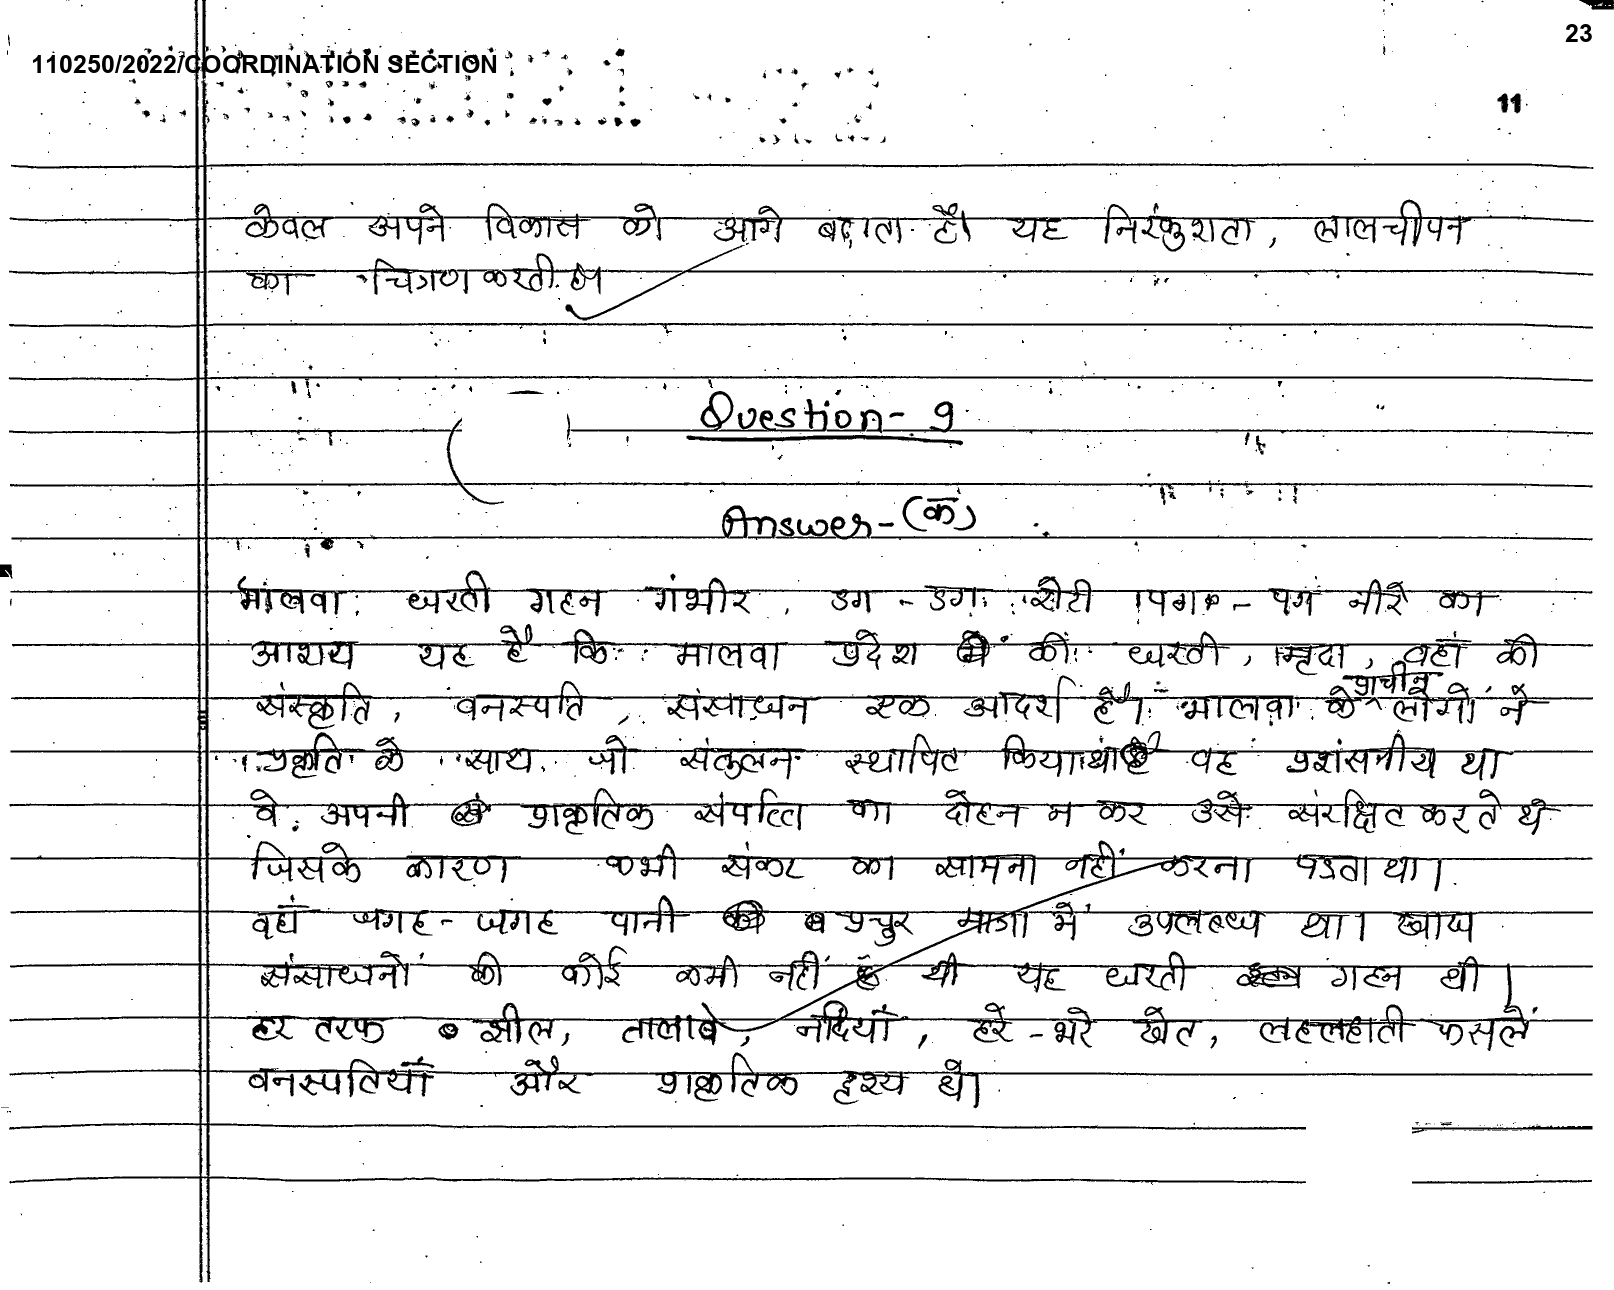 23
110250/2022/COORDINATION SECTION
11
केवल अपने विकास को आगे बढ़ाता है। यह निरंकुशता, लालचीपन
का चित्रण करती है।
Question - 9
Answer - (क)
मालवा धरती गहन गंभीर, डग - डग रोटी पग - पग नीर का
आशय यह है कि मालवा प्रदेश की धरती, मृदा, वहाँ की
संस्कृति, वनस्पति, संसाधन एक आदर्श हैं। मालवा के प्राचीन लोगों ने
प्रकृति के साथ जो संतुलन स्थापित किया था वह प्रशंसनीय था
वे अपनी प्राकृतिक संपत्ति का दोहन न कर उसे संरक्षित करते थे
जिसके कारण कभी संकट का सामना नहीं करना पडता था।
वहाँ जगह - जगह पानी प्रचुर मात्रा में उपलब्ध था। खाद्य
संसाधनों की कोई कमी नहीं थी यह धरती गहन थी।
हर तरफ झील, तालाबे, नदियाँ, हरे - भरे खेत, लहलहाती फसलें
वनस्पतियाँ और प्राकृतिक दृश्य थे।